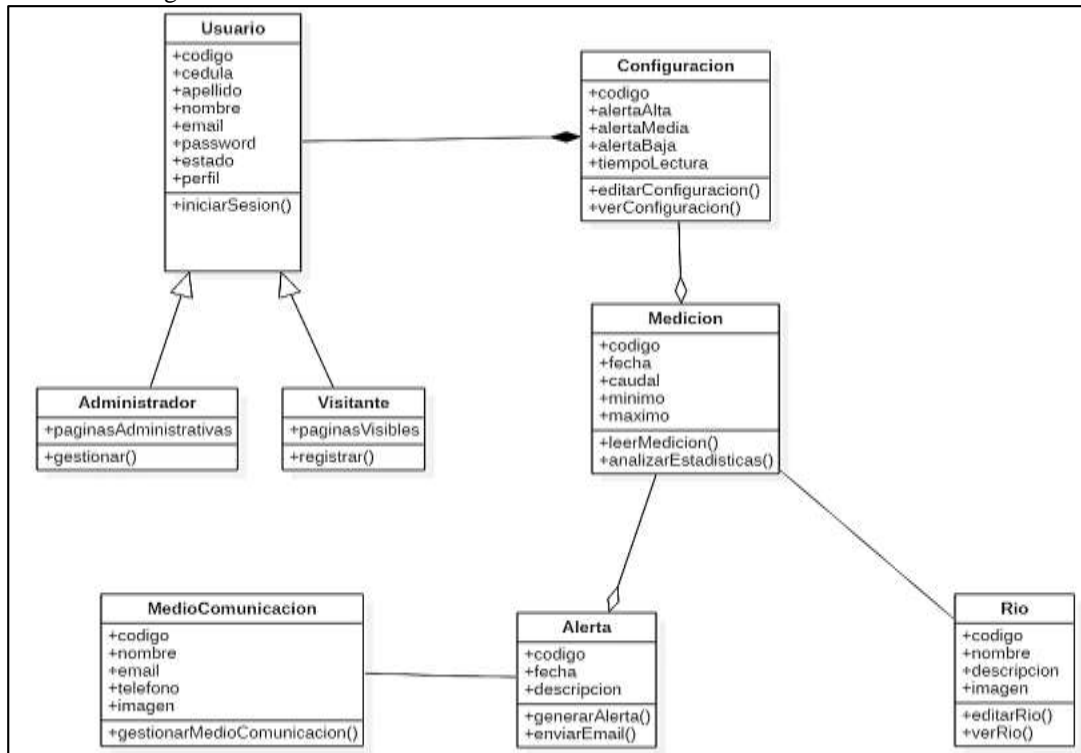 Usuario
+codigo
+cedula
+apellido
+nombre
+email
+password
+estado
+perfil
+iniciarSesion()
Configuracion
+codigo
+alertaAlta
+alertaMedia
+alertaBaja
+tiempoLectura
+editarConfiguracion()
+verConfiguracion()
Administrador
+paginasAdministrativas
+gestionar()
Visitante
+paginasVisibles
+registrar()
Medicion
+codigo
+fecha
+caudal
+minimo
+maximo
+leerMedicion()
+analizarEstadisticas()
MedioComunicacion
+codigo
+nombre
+email
+telefono
+imagen
+gestionarMedioComunicacion()
Alerta
+codigo
+fecha
+descripcion
+generarAlerta()
+enviarEmail()
Rio
+codigo
+nombre
+descripcion
+imagen
+editarRio()
+verRio()